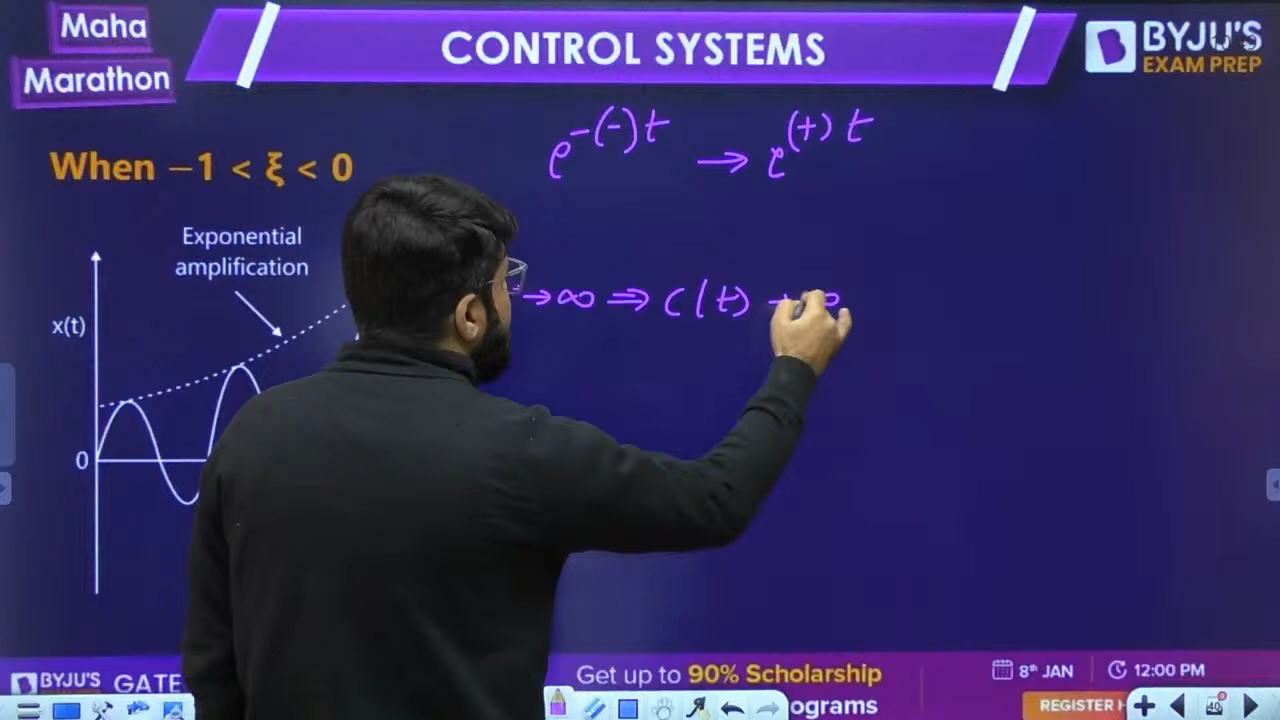 Maha
Marathon
CONTROL SYSTEMS
BYJU'S
EXAM PREP
When −1 < ξ < 0
e^-(-)t → e^(+)t
Exponential
amplification
x(t)
→ ∞ ⇒ c(t)
0
BYJU'S
GATE
Get up to 90% Scholarship
ograms
8th JAN
12:00 PM
REGISTER
40